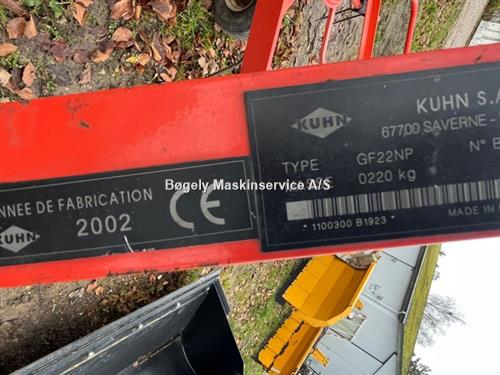 NNEE DE FABRICATION
2002
CE
KUHN
KUHN
KUHN S.A
67700 SAVERNE -
TYPE GF22NP N° B
0220 kg
* 1100300 B1923 *
MADE IN
Bøgely Maskinservice A/S